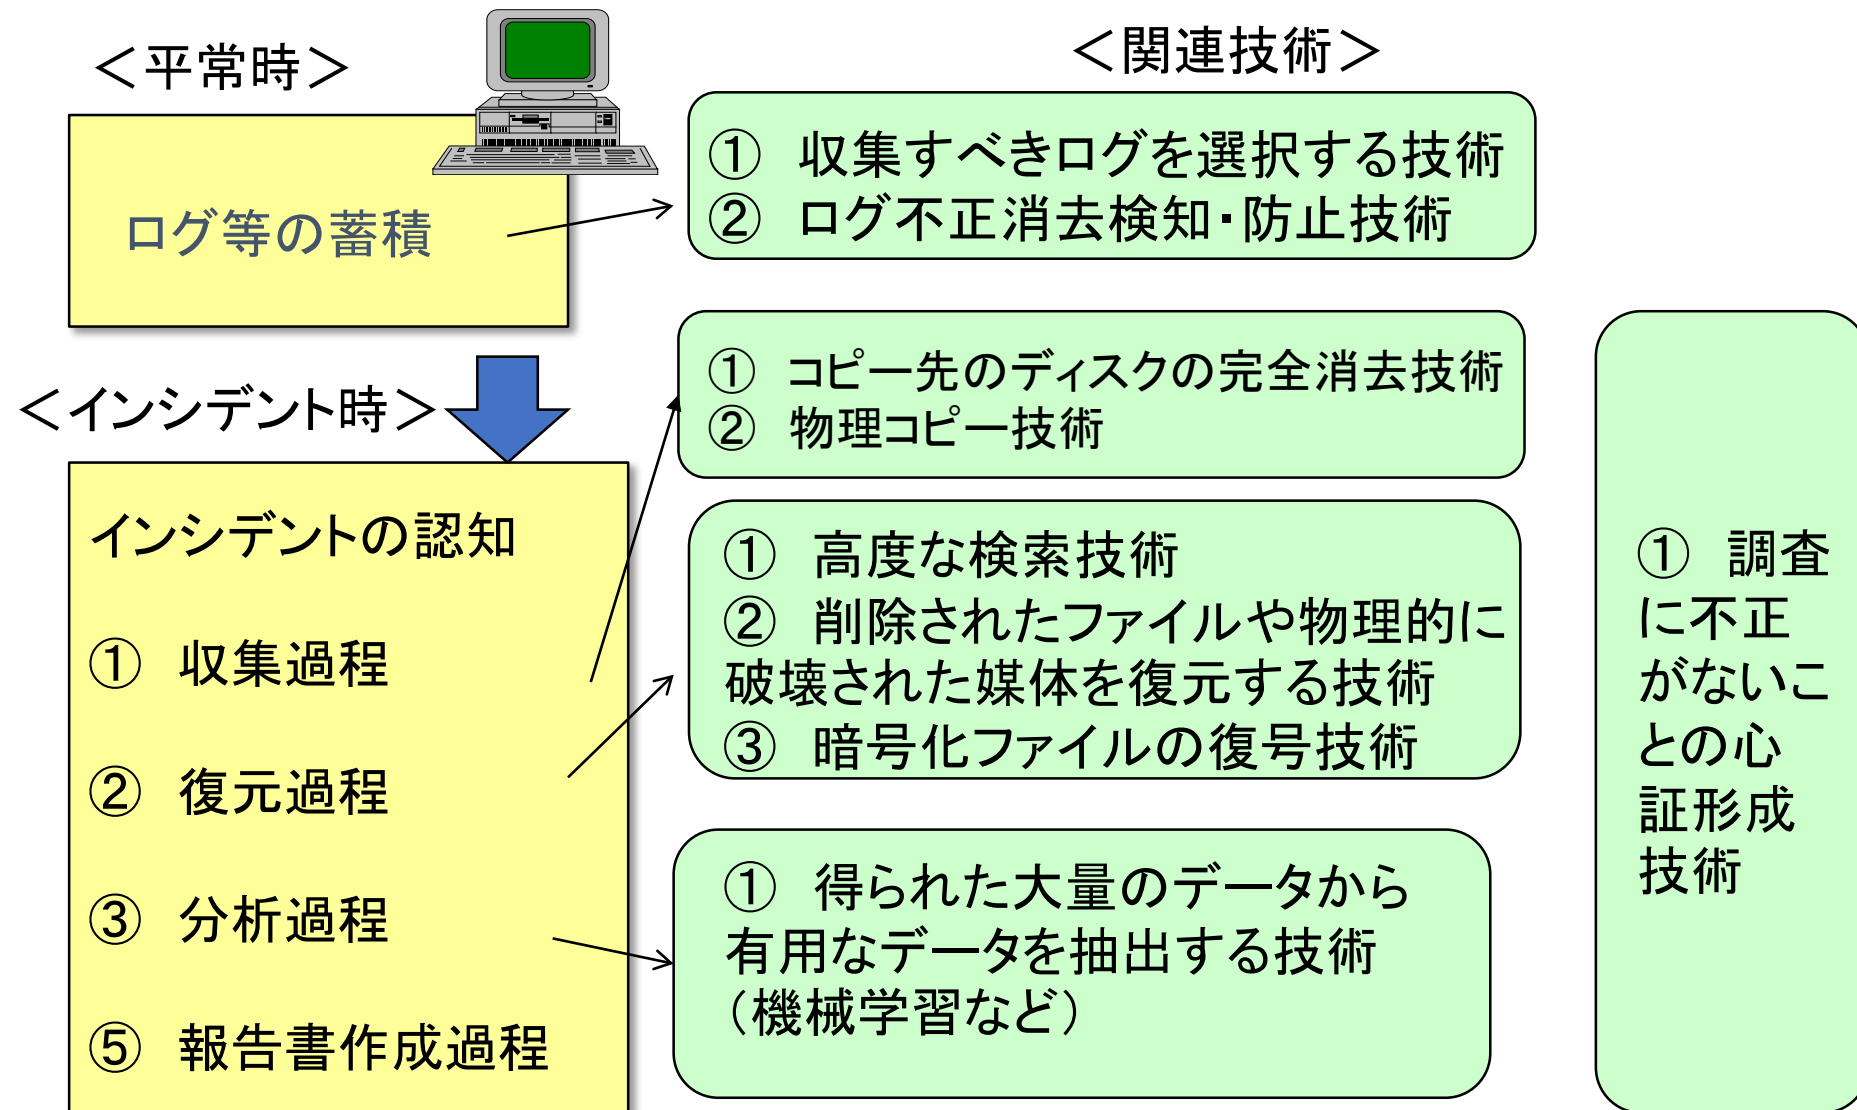 ＜平常時＞
ログ等の蓄積
＜インシデント時＞
インシデントの認知
① 収集過程
② 復元過程
③ 分析過程
⑤ 報告書作成過程
＜関連技術＞
① 収集すべきログを選択する技術
② ログ不正消去検知・防止技術
① コピー先のディスクの完全消去技術
② 物理コピー技術
① 高度な検索技術
② 削除されたファイルや物理的に
破壊された媒体を復元する技術
③ 暗号化ファイルの復号技術
① 得られた大量のデータから
有用なデータを抽出する技術
（機械学習など）
① 調査
に不正
がないこ
との心
証形成
技術